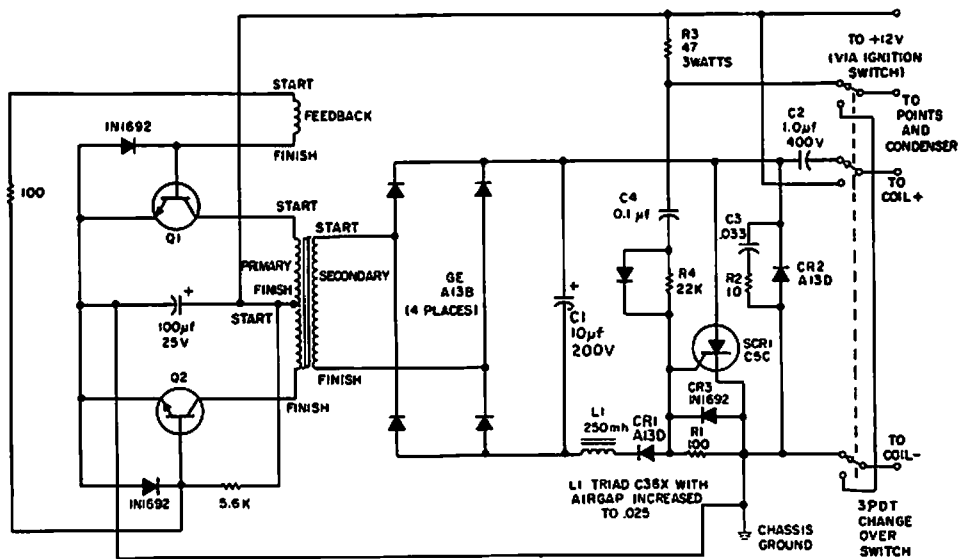 R3
47
3WATTS
TO +12V
(VIA IGNITION
SWITCH)
START
FEEDBACK
IN1692
FINISH
100
Q1
START
PRIMARY
FINISH
START
START
SECONDARY
FINISH
100µf
25V
Q2
FINISH
IN1692
5.6K
GE
A13B
(4 PLACES)
C1
10µf
200V
C4
0.1 µf
R4
22K
C2
1.0µf
400V
C3
.033
R2
10
CR2
A13D
TO
POINTS
AND
CONDENSER
TO
COIL+
SCR1
C5C
CR3
IN1692
R1
100
L1
250mh
CR1
A13D
L1 TRIAD C36X WITH
AIRGAP INCREASED
TO .025
CHASSIS
GROUND
TO
COIL-
3PDT
CHANGE
OVER
SWITCH